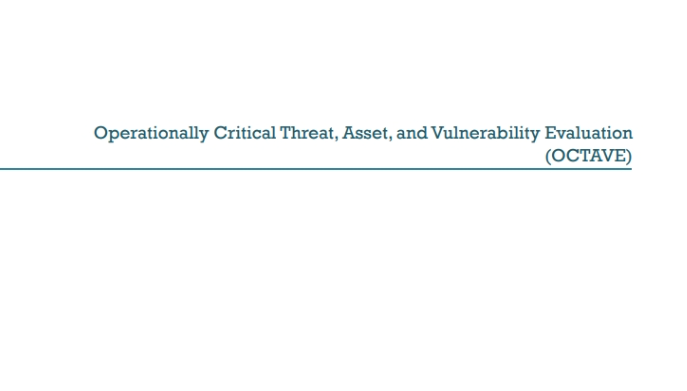 Operationally Critical Threat, Asset, and Vulnerability Evaluation
(OCTAVE)